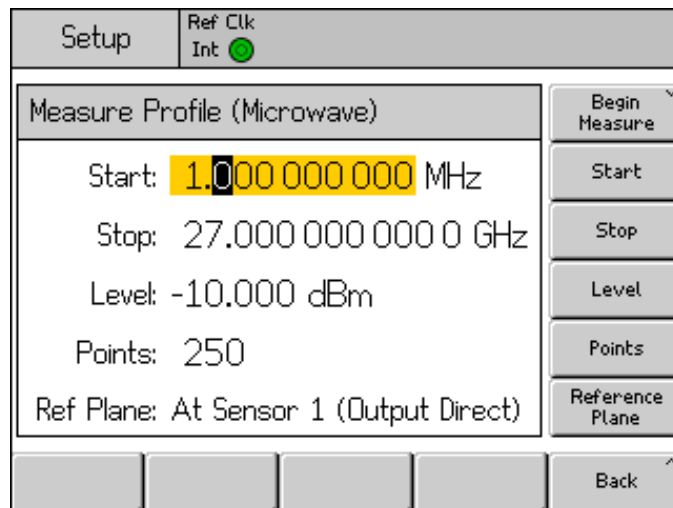 Setup
Ref Clk
Int
Measure Profile (Microwave)
Start: 1.000 000 000 MHz
Stop: 27.000 000 000 0 GHz
Level: -10.000 dBm
Points: 250
Ref Plane: At Sensor 1 (Output Direct)
Begin
Measure
Start
Stop
Level
Points
Reference
Plane
Back